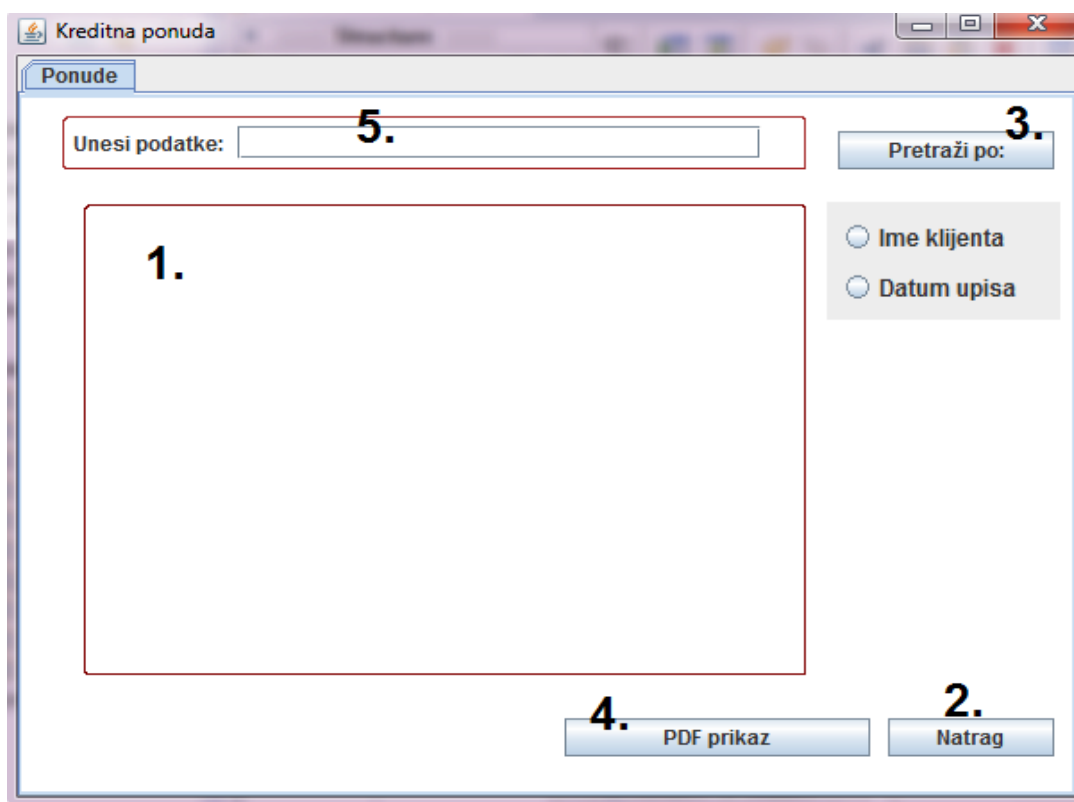 Kreditna ponuda
Ponude
5.
3.
Unesi podatke:
Pretraži po:
1.
Ime klijenta
Datum upisa
4.
2.
PDF prikaz
Natrag